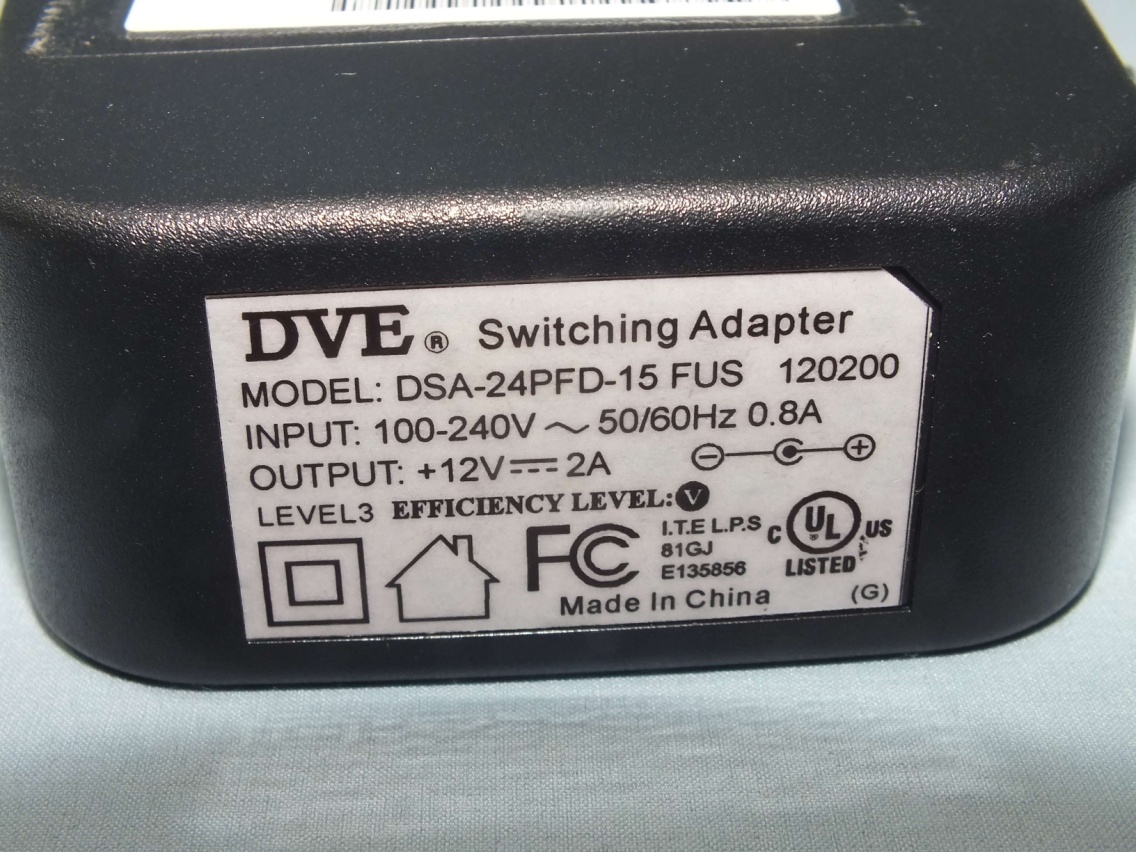 DVE ® Switching Adapter
MODEL: DSA-24PFD-15 FUS 120200
INPUT: 100-240V ~ 50/60Hz 0.8A
OUTPUT: +12V ⎓ 2A
LEVEL3 EFFICIENCY LEVEL: V
FC I.T.E L.P.S
81GJ
E135856
C UL ® US
LISTED
Made In China (G)